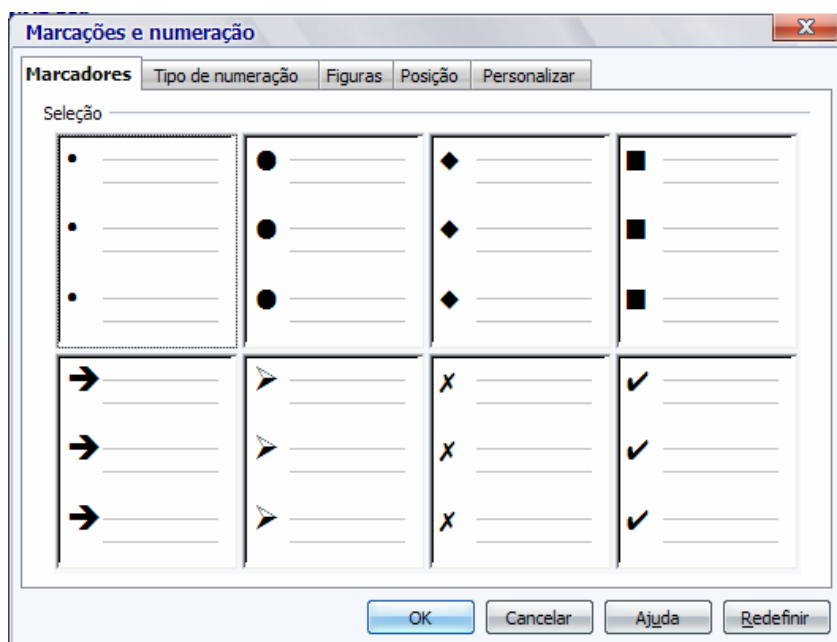 Marcações e numeração
Marcadores Tipo de numeração Figuras Posição Personalizar
Seleção
OK Cancelar Ajuda Redefinir